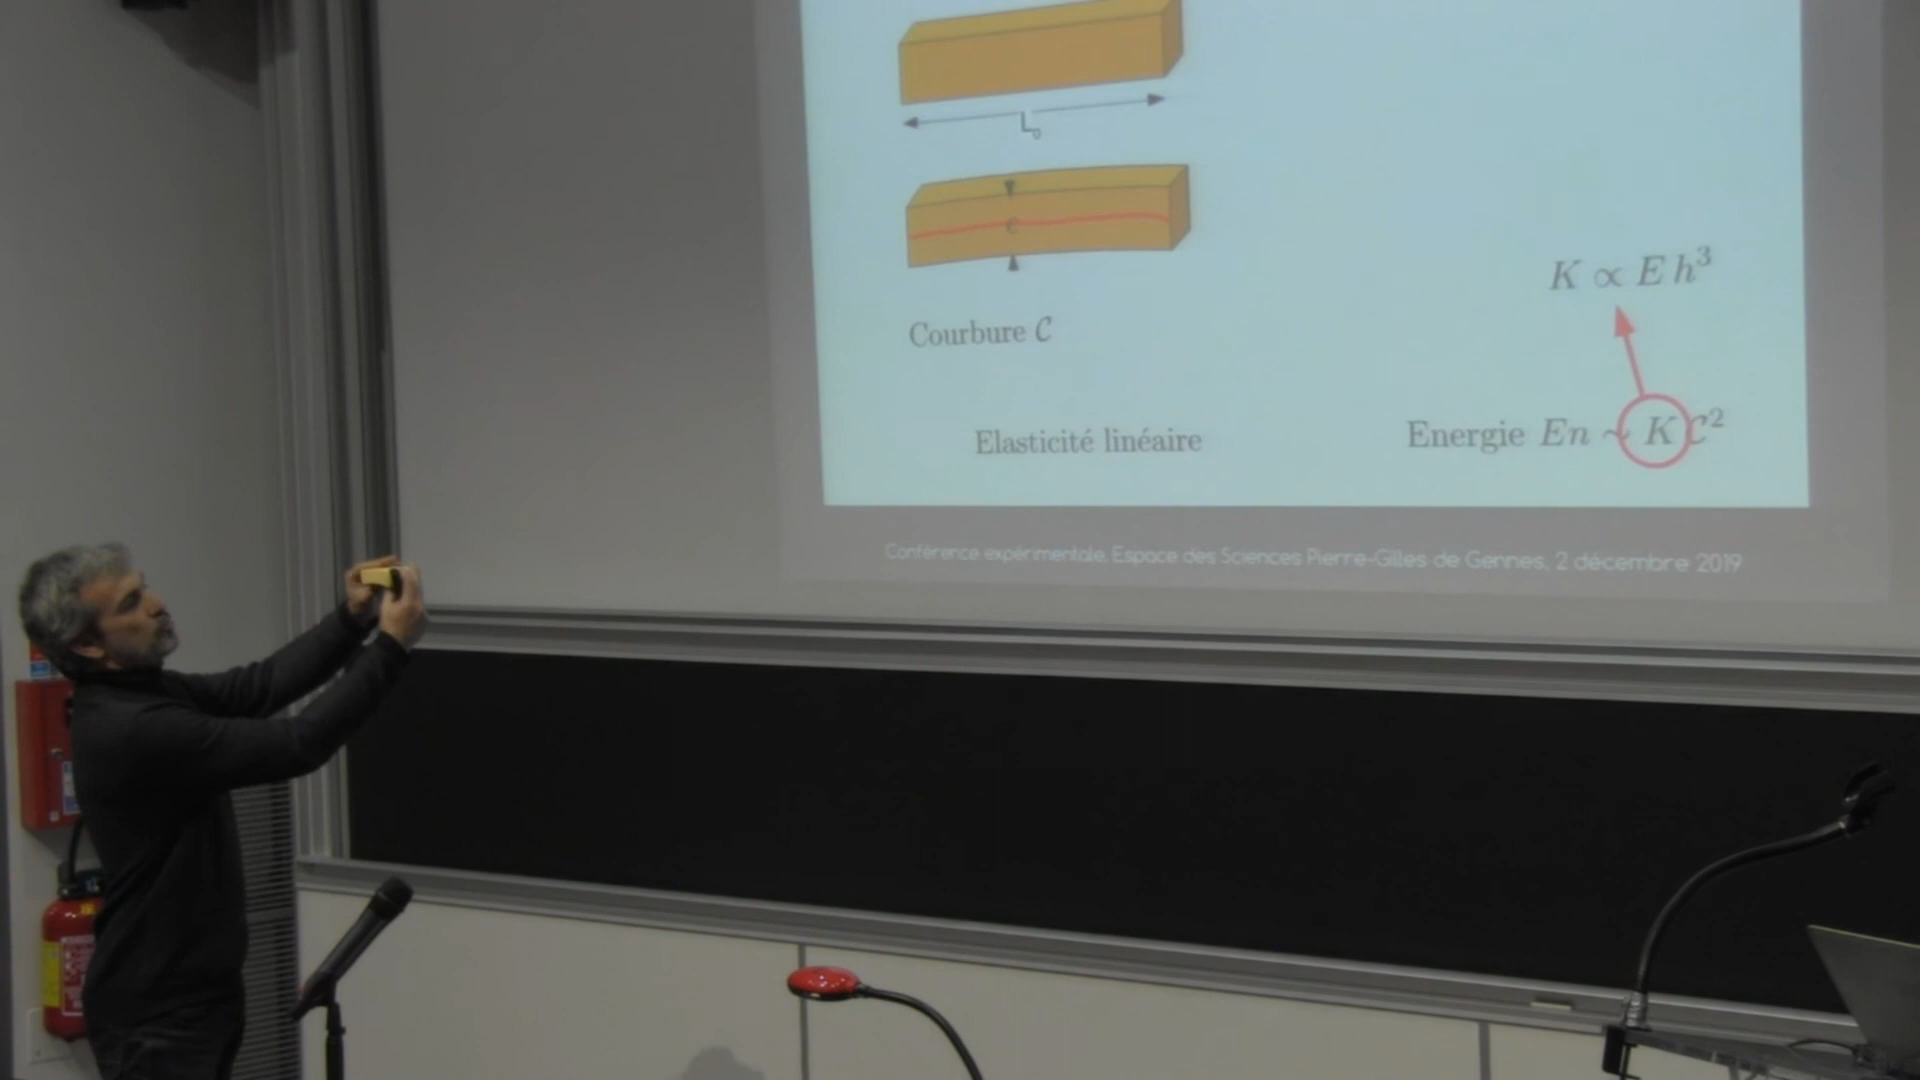 L₀
Courbure 𝒞
K ∝ E h³
Elasticité linéaire
Energie En ~ K 𝒞²
Conférence expérimentale, Espace des Sciences Pierre-Gilles de Gennes, 2 décembre 2019